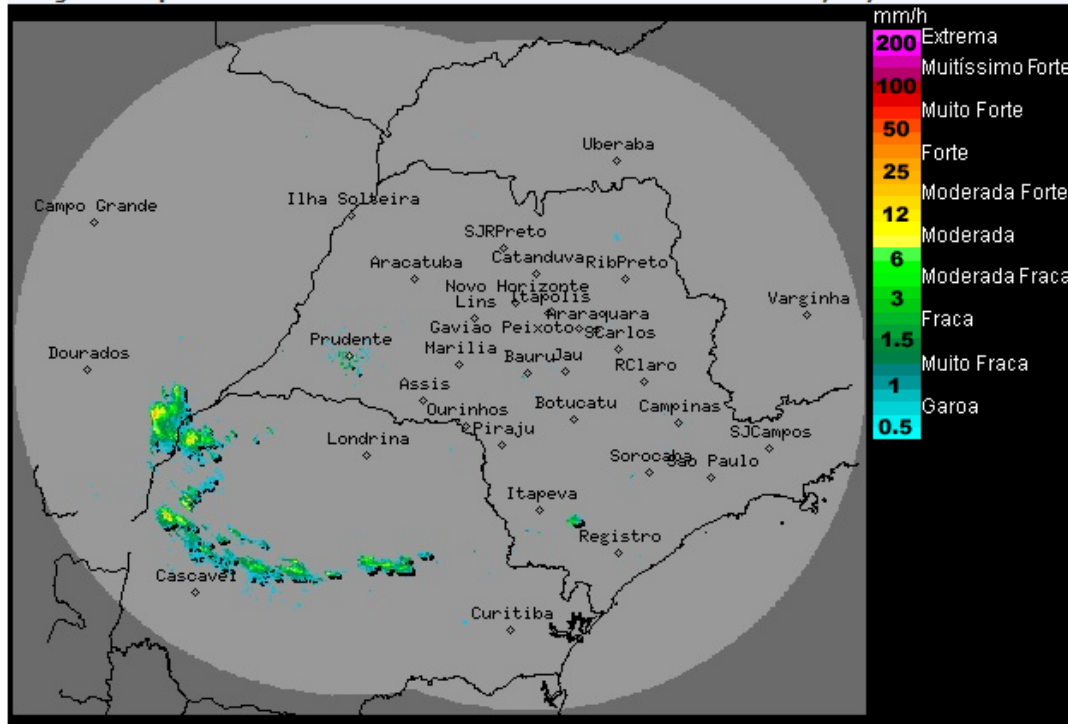 mm/h
200 Extrema
Muitíssimo Forte
100
Muito Forte
50
Forte
25
Moderada Forte
12
Moderada
6
Moderada Fraca
3
Fraca
1.5
Muito Fraca
1
Garoa
0.5
Uberaba
Campo Grande
Ilha Solteira
SJRPreto
Catanduva
Aracatuba
RibPreto
Novo Horizonte
Lins
Itapolis
Araraquara
Varginha
Gavião Peixoto
SCarlos
Prudente
Marilia
Dourados
Bauru
Jau
RClaro
Assis
Botucatu
Campinas
Ourinhos
Piraju
Londrina
SJCampos
Sorocaba
Sao Paulo
Itapeva
Registro
Cascavel
Curitiba